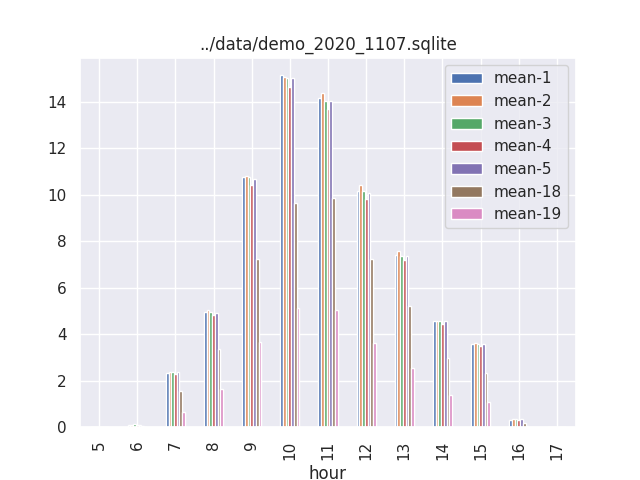 ../data/demo_2020_1107.sqlite
mean-1
mean-2
mean-3
mean-4
mean-5
mean-18
mean-19
14
12
10
8
6
4
2
0
5 6 7 8 9 10 11 12 13 14 15 16 17
hour